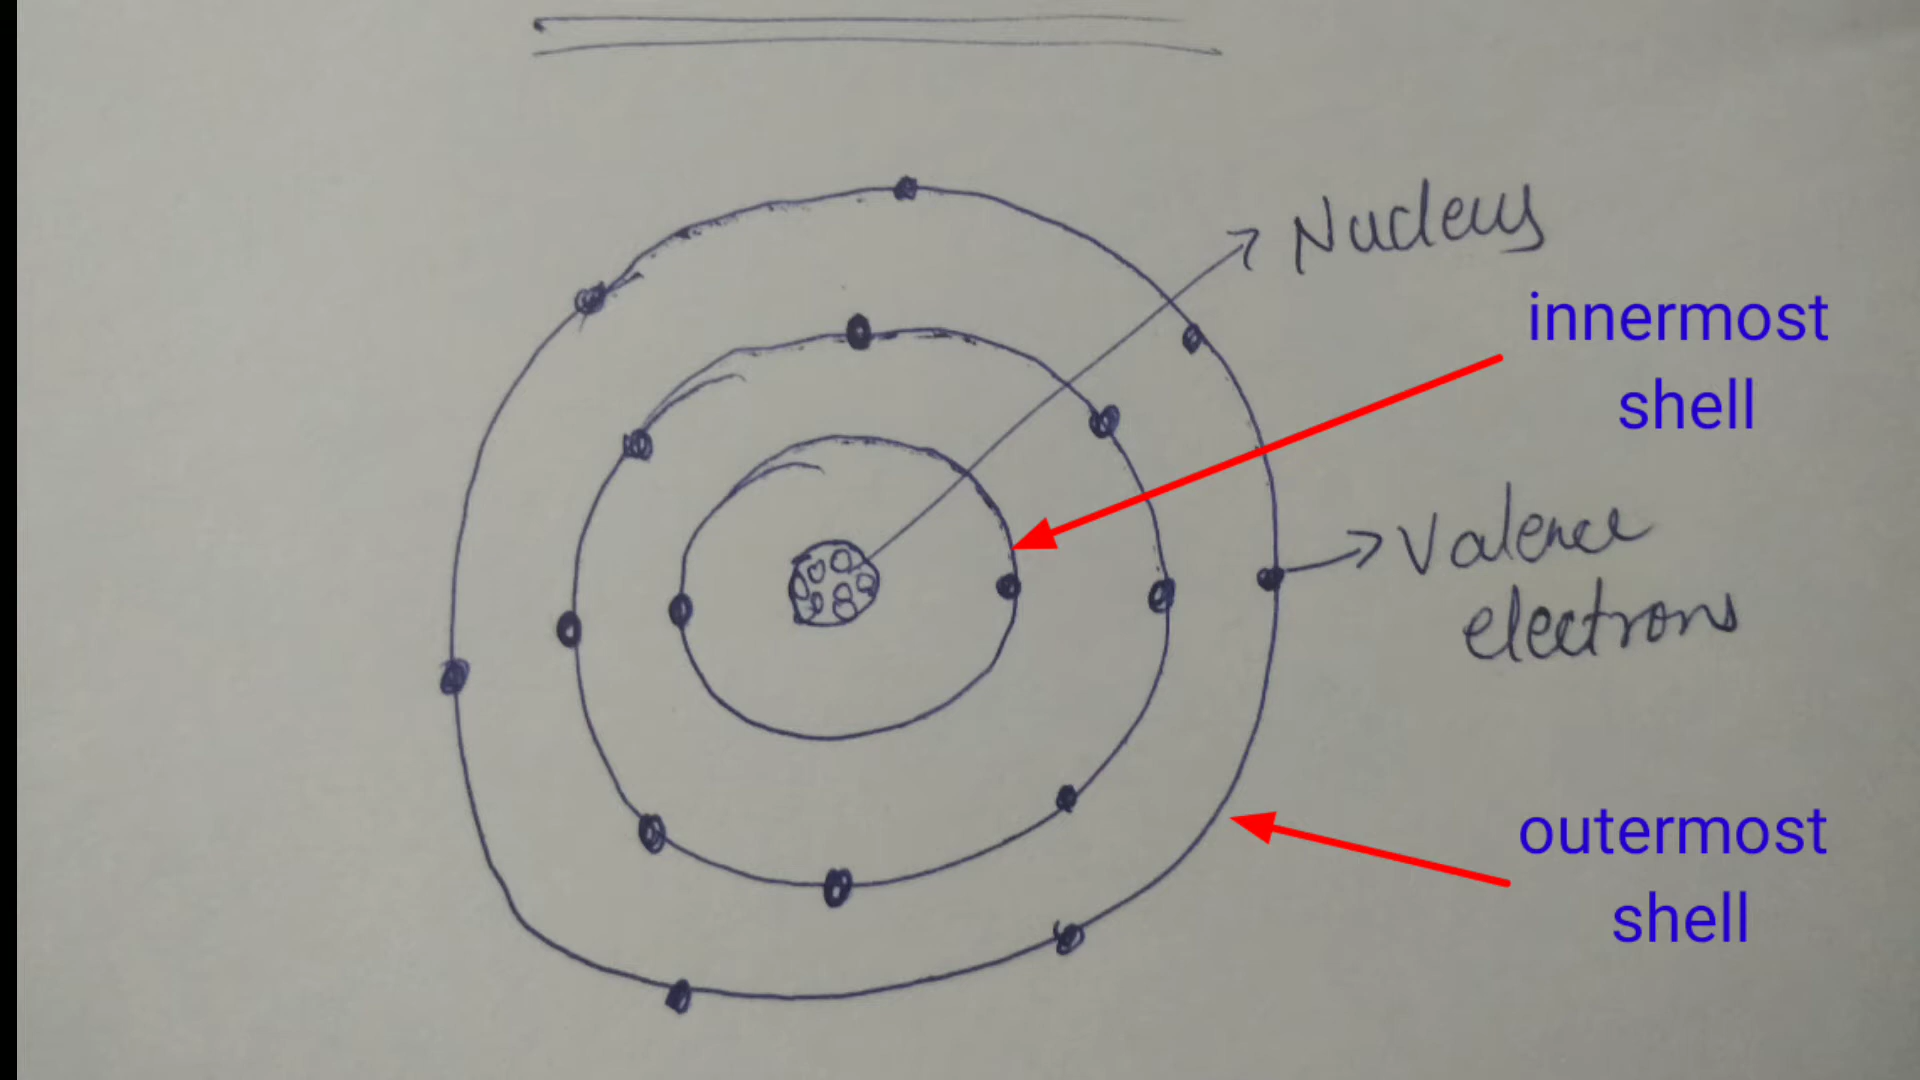 Nucleus
innermost
shell
Valence
electrons
outermost
shell